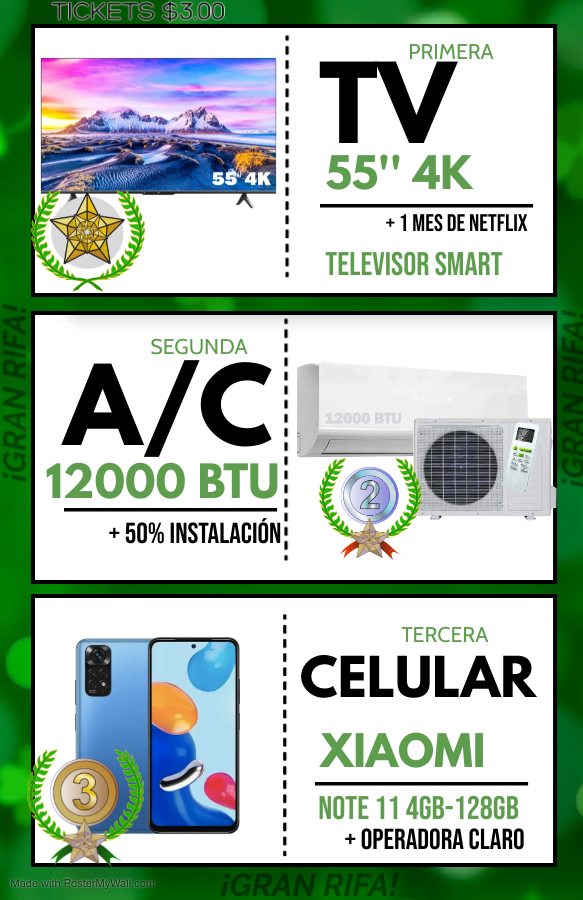 TICKETS $3.00
PRIMERA
TV
55'' 4K
+ 1 MES DE NETFLIX
TELEVISOR SMART
55" 4K
¡GRAN RIFA!
¡GRAN RIFA!
SEGUNDA
A/C
12000 BTU
+ 50% INSTALACIÓN
12000 BTU
2
TERCERA
CELULAR
XIAOMI
NOTE 11 4GB-128GB
+ OPERADORA CLARO
3
Made with PosterMyWall.com
¡GRAN RIFA!